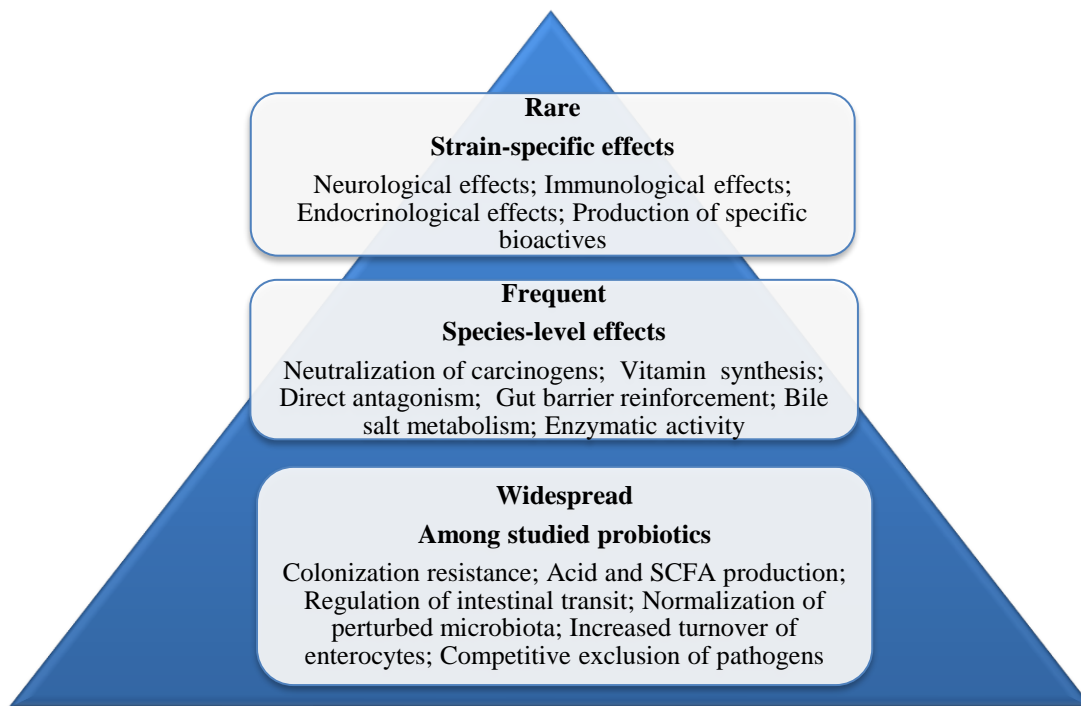 Rare
Strain-specific effects
Neurological effects; Immunological effects;
Endocrinological effects; Production of specific
bioactives
Frequent
Species-level effects
Neutralization of carcinogens; Vitamin synthesis;
Direct antagonism; Gut barrier reinforcement; Bile
salt metabolism; Enzymatic activity
Widespread
Among studied probiotics
Colonization resistance; Acid and SCFA production;
Regulation of intestinal transit; Normalization of
perturbed microbiota; Increased turnover of
enterocytes; Competitive exclusion of pathogens